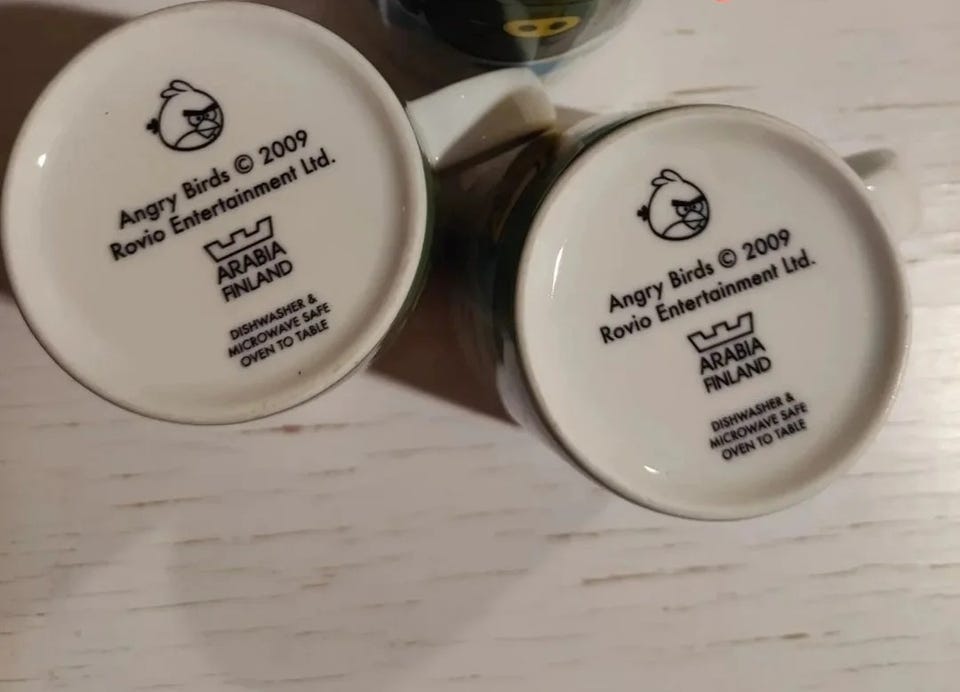 Angry Birds © 2009
Rovio Entertainment Ltd.
ARABIA
FINLAND
DISHWASHER &
MICROWAVE SAFE
OVEN TO TABLE
Angry Birds © 2009
Rovio Entertainment Ltd.
ARABIA
FINLAND
DISHWASHER &
MICROWAVE SAFE
OVEN TO TABLE